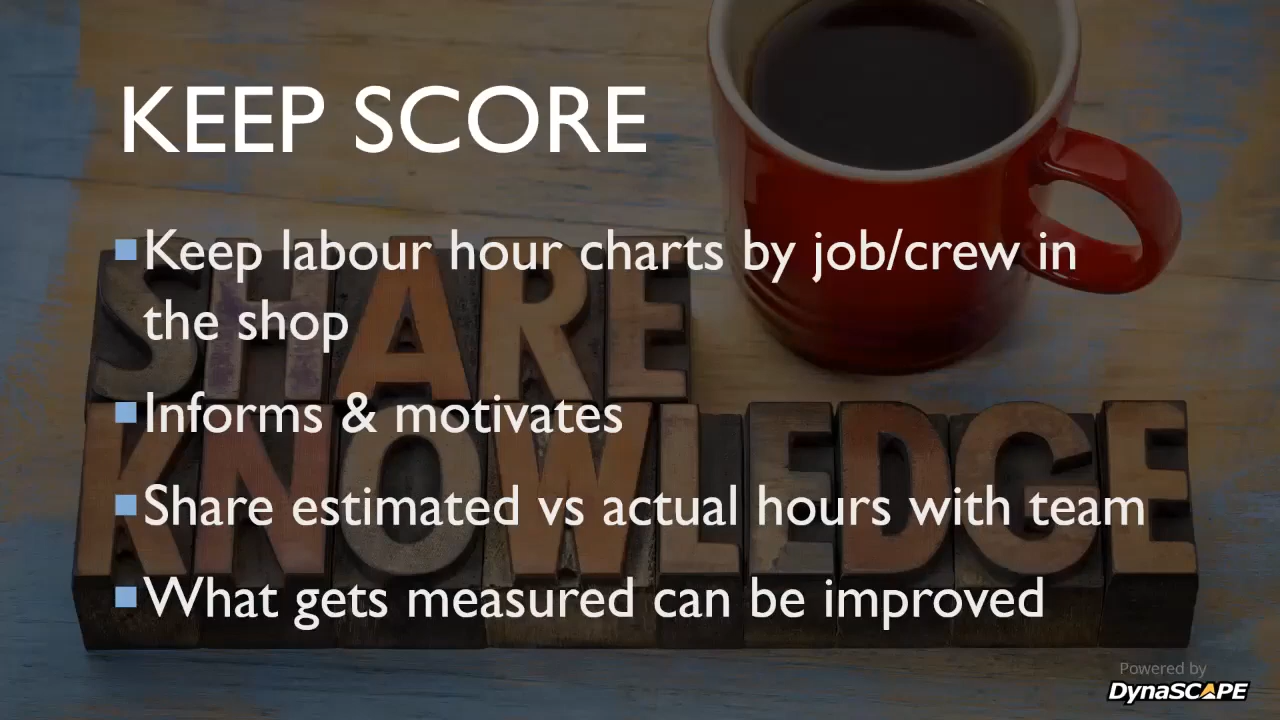 KEEP SCORE
Keep labour hour charts by job/crew in
the shop
Informs & motivates
Share estimated vs actual hours with team
What gets measured can be improved
SHARE
KNOWLEDGE
Powered by
DynaSCAPE